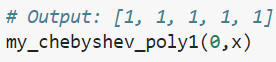 # Output: [1, 1, 1, 1, 1]
my_chebyshev_poly1(0,x)